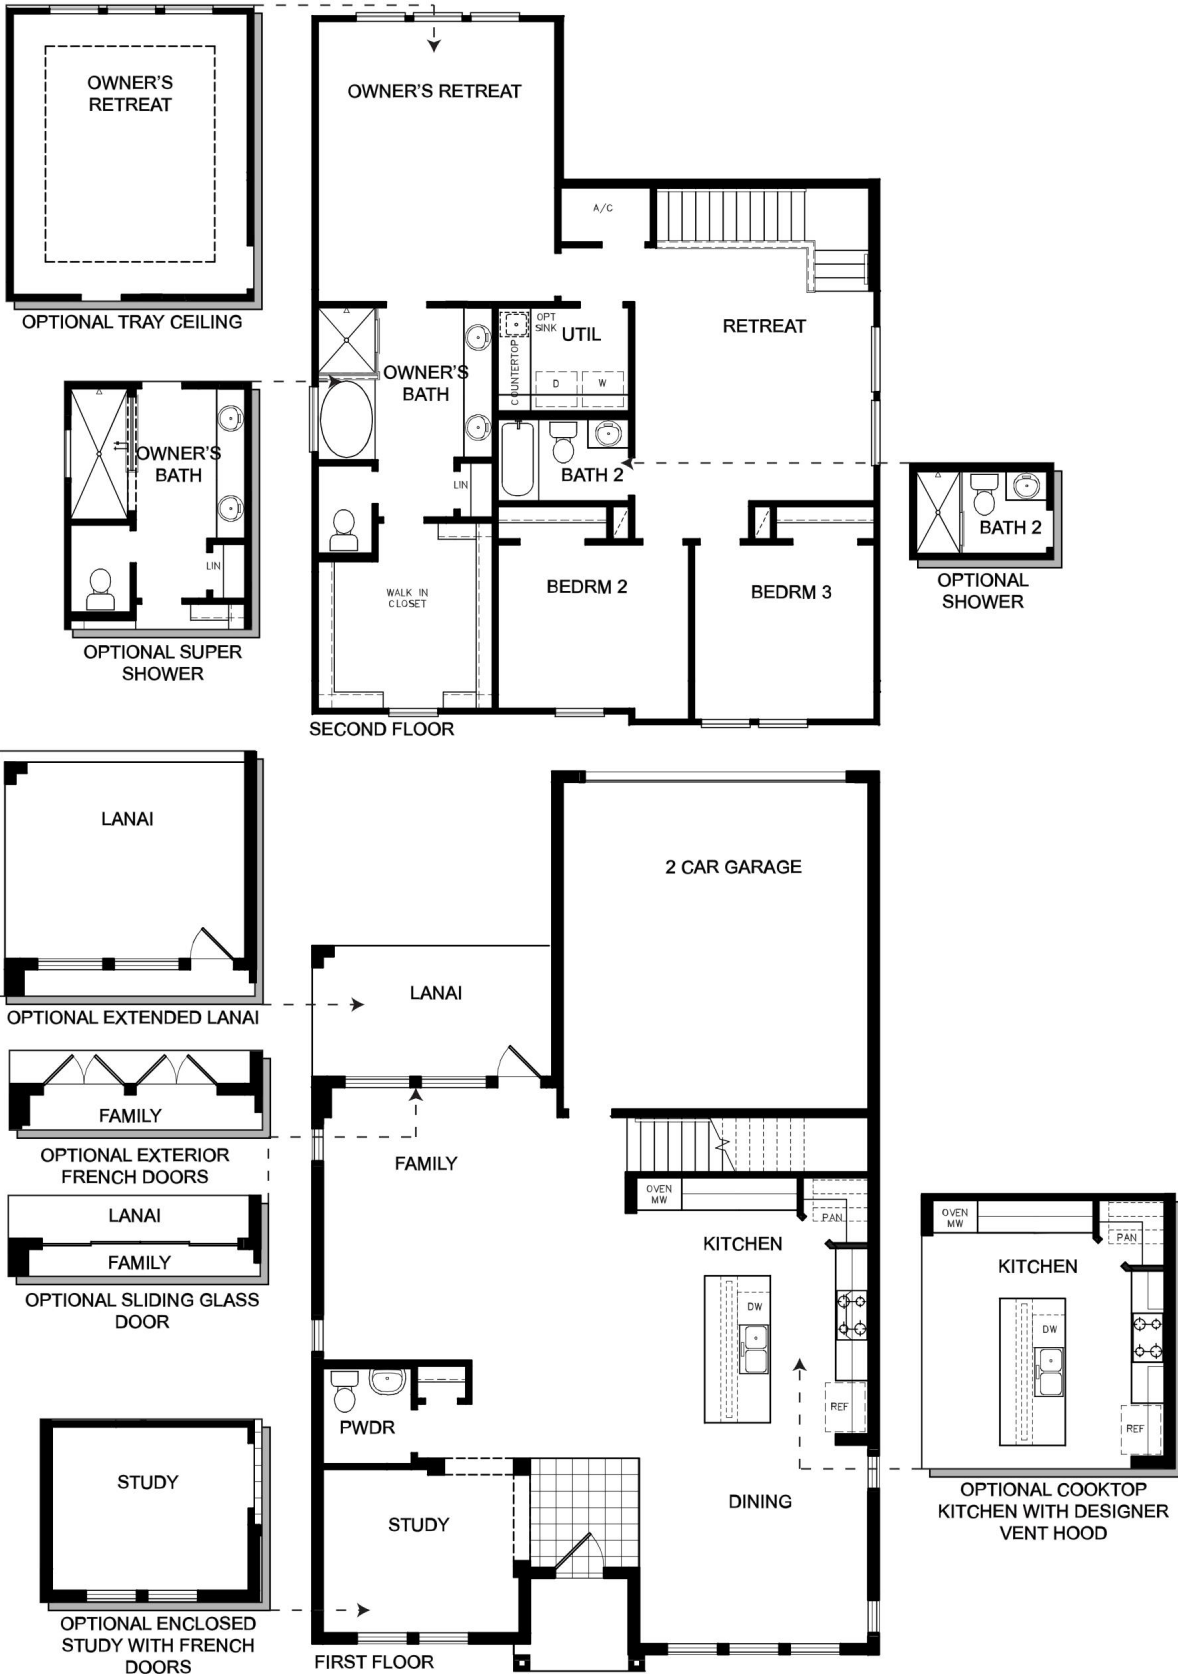 OWNER'S
RETREAT
OPTIONAL TRAY CEILING
OWNER'S RETREAT
A/C
RETREAT
OPT
SINK
UTIL
COUNTERTOP
D
W
OWNER'S
BATH
BATH 2
LIN
WALK IN
CLOSET
BEDRM 2
BEDRM 3
SECOND FLOOR
OWNER'S
BATH
LIN
OPTIONAL SUPER
SHOWER
BATH 2
OPTIONAL
SHOWER
LANAI
OPTIONAL EXTENDED LANAI
FAMILY
OPTIONAL EXTERIOR
FRENCH DOORS
LANAI
FAMILY
OPTIONAL SLIDING GLASS
DOOR
STUDY
OPTIONAL ENCLOSED
STUDY WITH FRENCH
DOORS
2 CAR GARAGE
LANAI
FAMILY
OVEN
MW
PAN
KITCHEN
DW
REF
PWDR
DINING
STUDY
FIRST FLOOR
OVEN
MW
PAN
KITCHEN
DW
REF
OPTIONAL COOKTOP
KITCHEN WITH DESIGNER
VENT HOOD